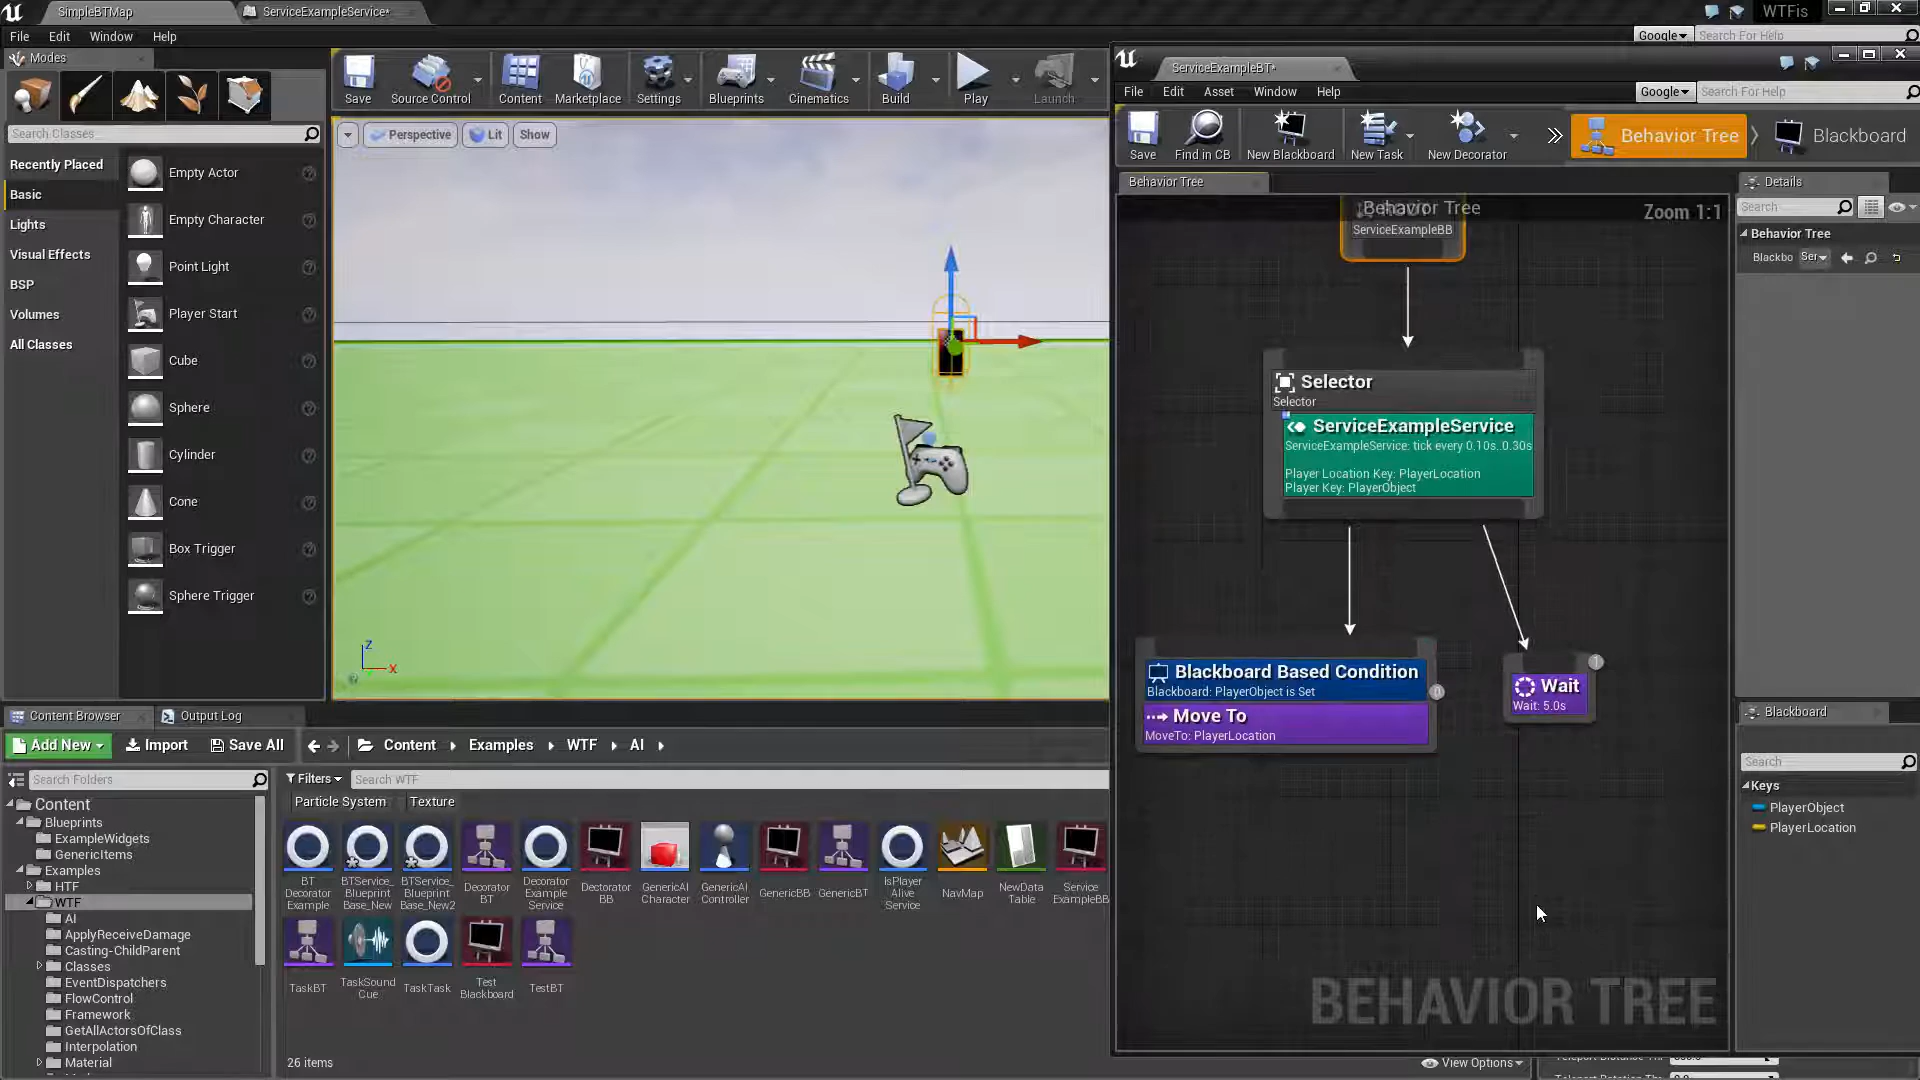 SimpleBTMap
ServiceExampleService*
WTFis
File Edit Window Help
Google
Search For Help
Modes
Search Classes
Recently Placed
Basic
Lights
Visual Effects
BSP
Volumes
All Classes
Empty Actor
Empty Character
Point Light
Player Start
Cube
Sphere
Cylinder
Cone
Box Trigger
Sphere Trigger
Save
Source Control
Content
Marketplace
Settings
Blueprints
Cinematics
Build
Play
Launch
Perspective
Lit
Show
Z
X
ServiceExampleBT*
File Edit Asset Window Help
Google
Search For Help
Save
Find in CB
New Blackboard
New Task
New Decorator
Behavior Tree
Blackboard
Behavior Tree
Behavior Tree
Zoom 1:1
ServiceExampleBB
Selector
Selector
ServiceExampleService
ServiceExampleService: tick every 0.10s..0.30s
Player Location Key: PlayerLocation
Player Key: PlayerObject
Blackboard Based Condition
Blackboard: PlayerObject is Set
0
Move To
MoveTo: PlayerLocation
1
Wait
Wait: 5.0s
BEHAVIOR TREE
Details
Search
Behavior Tree
Blackbo
Ser
Blackboard
Search
Keys
PlayerObject
PlayerLocation
Content Browser
Output Log
Add New
Import
Save All
Content
Examples
WTF
AI
Search Folders
Filters
Search WTF
Particle System
Texture
Content
Blueprints
ExampleWidgets
GenericItems
Examples
HTF
WTF
AI
ApplyReceiveDamage
Casting-ChildParent
Classes
EventDispatchers
FlowControl
Framework
GetAllActorsOfClass
Interpolation
Material
BT
Decorator
Example
BTService_
Blueprint
Base_New
BTService_
Blueprint
Base_New2
Decorator
BT
Decorator
Example
Service
Dectorator
BB
GenericAI
Character
GenericAI
Controller
GenericBB
GenericBT
IsPlayer
Alive
Service
NavMap
NewData
Table
Service
ExampleBB
TaskBT
TaskSound
Cue
TaskTask
Test
Blackboard
TestBT
26 items
View Options